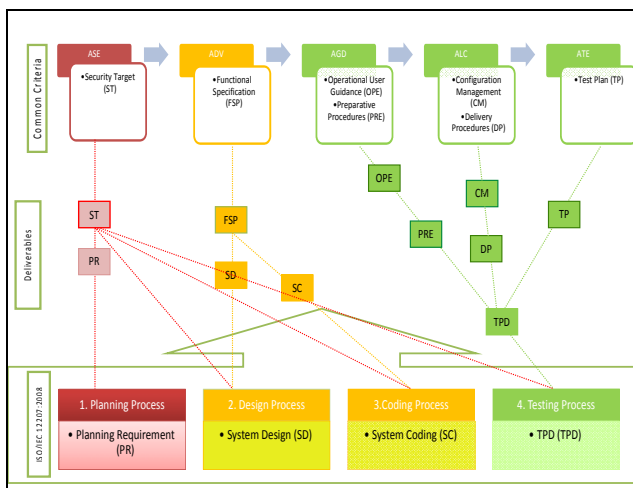 ASE
ADV
AGD
ALC
ATE
Common Criteria
•Security Target
(ST)
•Functional
Specification
(FSP)
•Operational User
Guidance (OPE)
•Preparative
Procedures (PRE)
•Configuration
Management
(CM)
•Delivery
Procedures (DP)
•Test Plan (TP)
Deliverables
OPE
CM
ST
FSP
TP
PRE
DP
PR
SD
SC
TPD
ISO/IEC 12207:2008
1. Planning Process
2. Design Process
3.Coding Process
4. Testing Process
• Planning Requirement
(PR)
• System Design (SD)
• System Coding (SC)
• TPD (TPD)